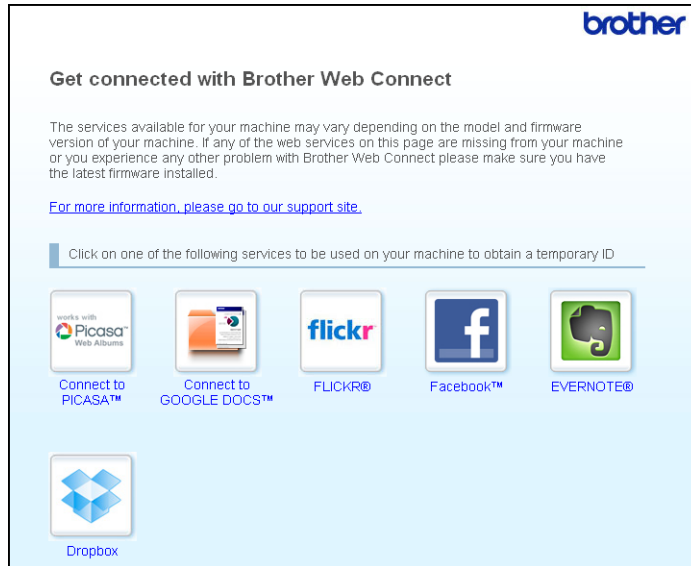 brother
Get connected with Brother Web Connect
The services available for your machine may vary depending on the model and firmware
version of your machine. If any of the web services on this page are missing from your machine
or you experience any other problem with Brother Web Connect please make sure you have
the latest firmware installed.
For more information, please go to our support site.
Click on one of the following services to be used on your machine to obtain a temporary ID
works with
Picasa™
Web Albums
flickr
f
Connect to
PICASA™
Connect to
GOOGLE DOCS™
FLICKR®
Facebook™
EVERNOTE®
Dropbox